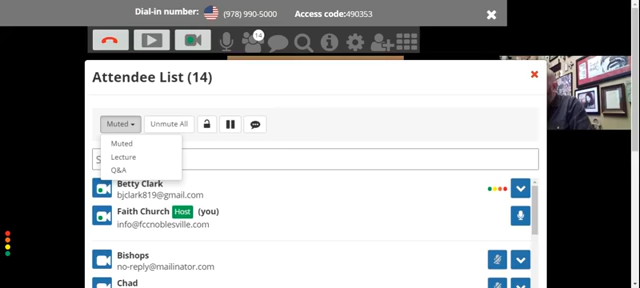 Dial-in number: (978) 990-5000 Access code:490353
14
Attendee List (14)
Muted Unmute All
Muted
Lecture
Q&A
S
Betty Clark
bjclark819@gmail.com
Faith Church Host (you)
info@fccnoblesville.com
Bishops
no-reply@mailinator.com
Chad